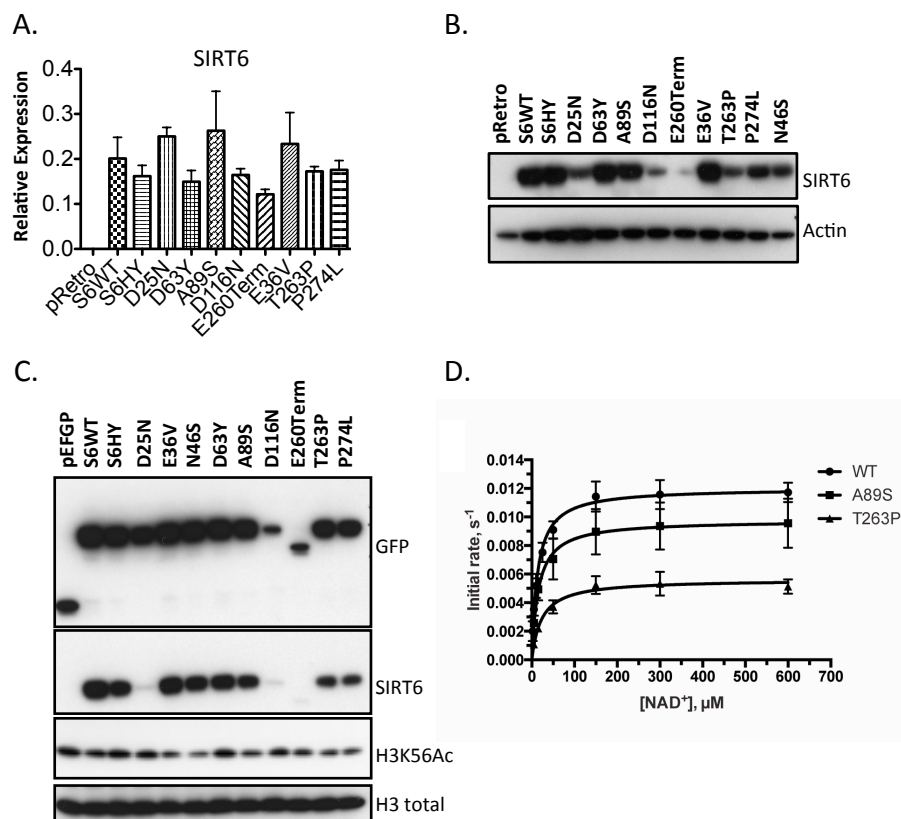 A.
SIRT6
Relative Expression
0.4
0.3
0.2
0.1
0.0
pRetro
S6WT
S6HY
D25N
D63Y
A89S
D116N
E260Term
E36V
T263P
P274L
B.
pRetro
S6WT
S6HY
D25N
D63Y
A89S
D116N
E260Term
E36V
T263P
P274L
N46S
SIRT6
Actin
C.
pEFGP
S6WT
S6HY
D25N
E36V
N46S
D63Y
A89S
D116N
E260Term
T263P
P274L
GFP
SIRT6
H3K56Ac
H3 total
D.
Initial rate, s⁻¹
0.014
0.012
0.010
0.008
0.006
0.004
0.002
0.000
0 100 200 300 400 500 600 700
[NAD⁺], µM
WT
A89S
T263P